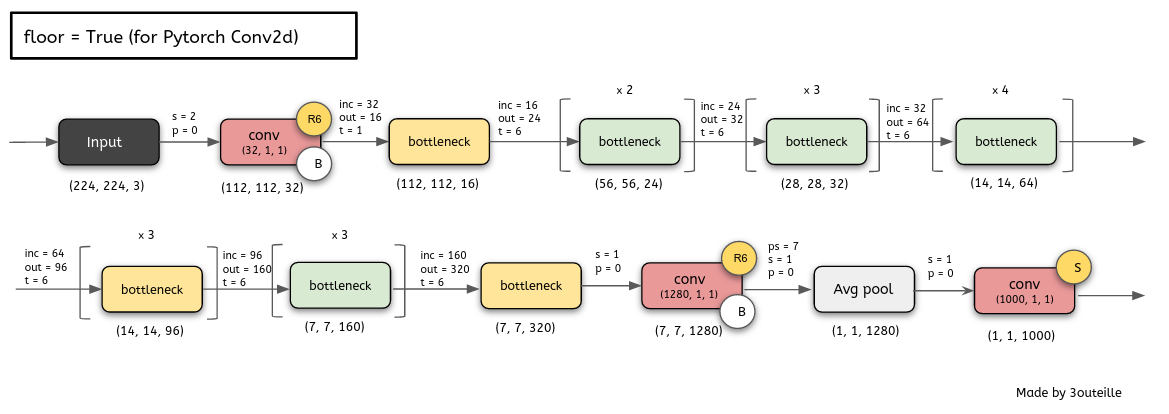 floor = True (for Pytorch Conv2d)
Input
(224, 224, 3)
s = 2
p = 0
conv
(32, 1, 1)
R6
B
(112, 112, 32)
inc = 32
out = 16
t = 1
bottleneck
(112, 112, 16)
inc = 16
out = 24
t = 6
x 2
bottleneck
(56, 56, 24)
inc = 24
out = 32
t = 6
x 3
bottleneck
(28, 28, 32)
inc = 32
out = 64
t = 6
x 4
bottleneck
(14, 14, 64)
inc = 64
out = 96
t = 6
x 3
bottleneck
(14, 14, 96)
inc = 96
out = 160
t = 6
x 3
bottleneck
(7, 7, 160)
inc = 160
out = 320
t = 6
bottleneck
(7, 7, 320)
s = 1
p = 0
conv
(1280, 1, 1)
R6
B
(7, 7, 1280)
ps = 7
s = 1
p = 0
Avg pool
(1, 1, 1280)
s = 1
p = 0
conv
(1000, 1, 1)
S
(1, 1, 1000)
Made by 3outeille